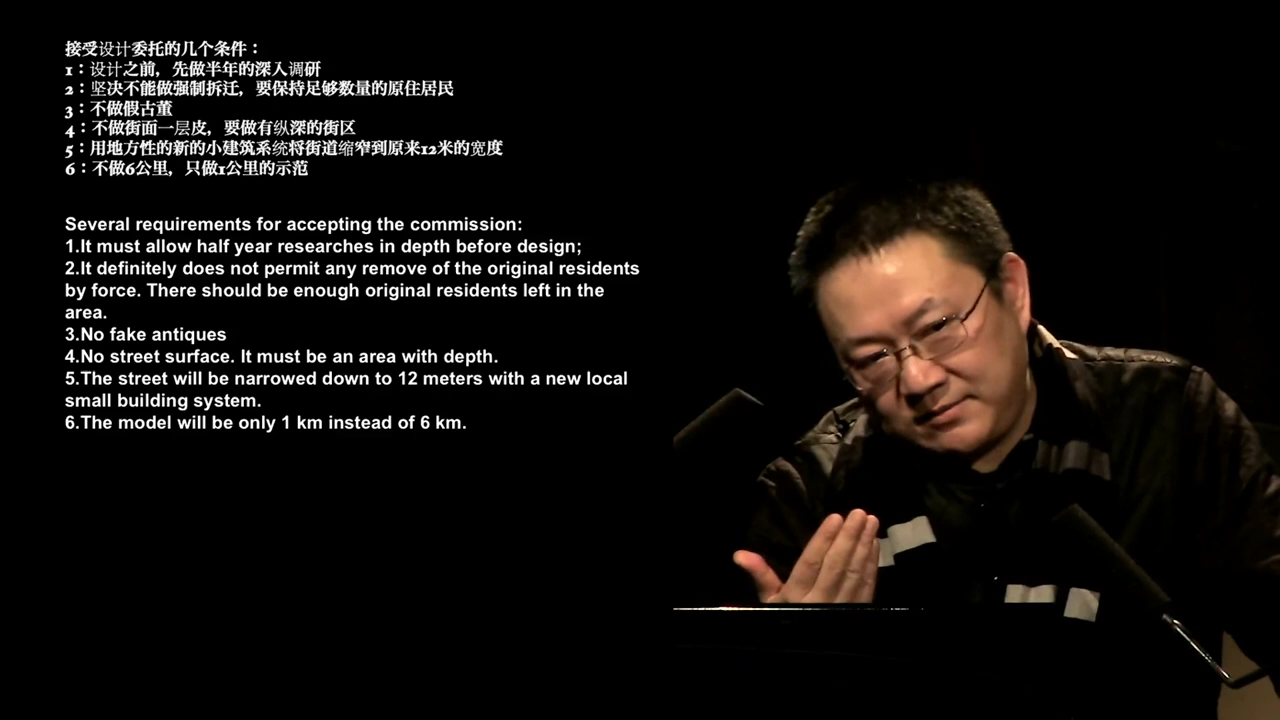 接受设计委托的几个条件：
1：设计之前，先做半年的深入调研
2：坚决不能做强制拆迁，要保持足够数量的原住居民
3：不做假古董
4：不做街面一层皮，要做有纵深的街区
5：用地方性的新的小建筑系统将街道缩窄到原来12米的宽度
6：不做6公里，只做1公里的示范
Several requirements for accepting the commission:
1.It must allow half year researches in depth before design;
2.It definitely does not permit any remove of the original residents
by force. There should be enough original residents left in the
area.
3.No fake antiques
4.No street surface. It must be an area with depth.
5.The street will be narrowed down to 12 meters with a new local
small building system.
6.The model will be only 1 km instead of 6 km.